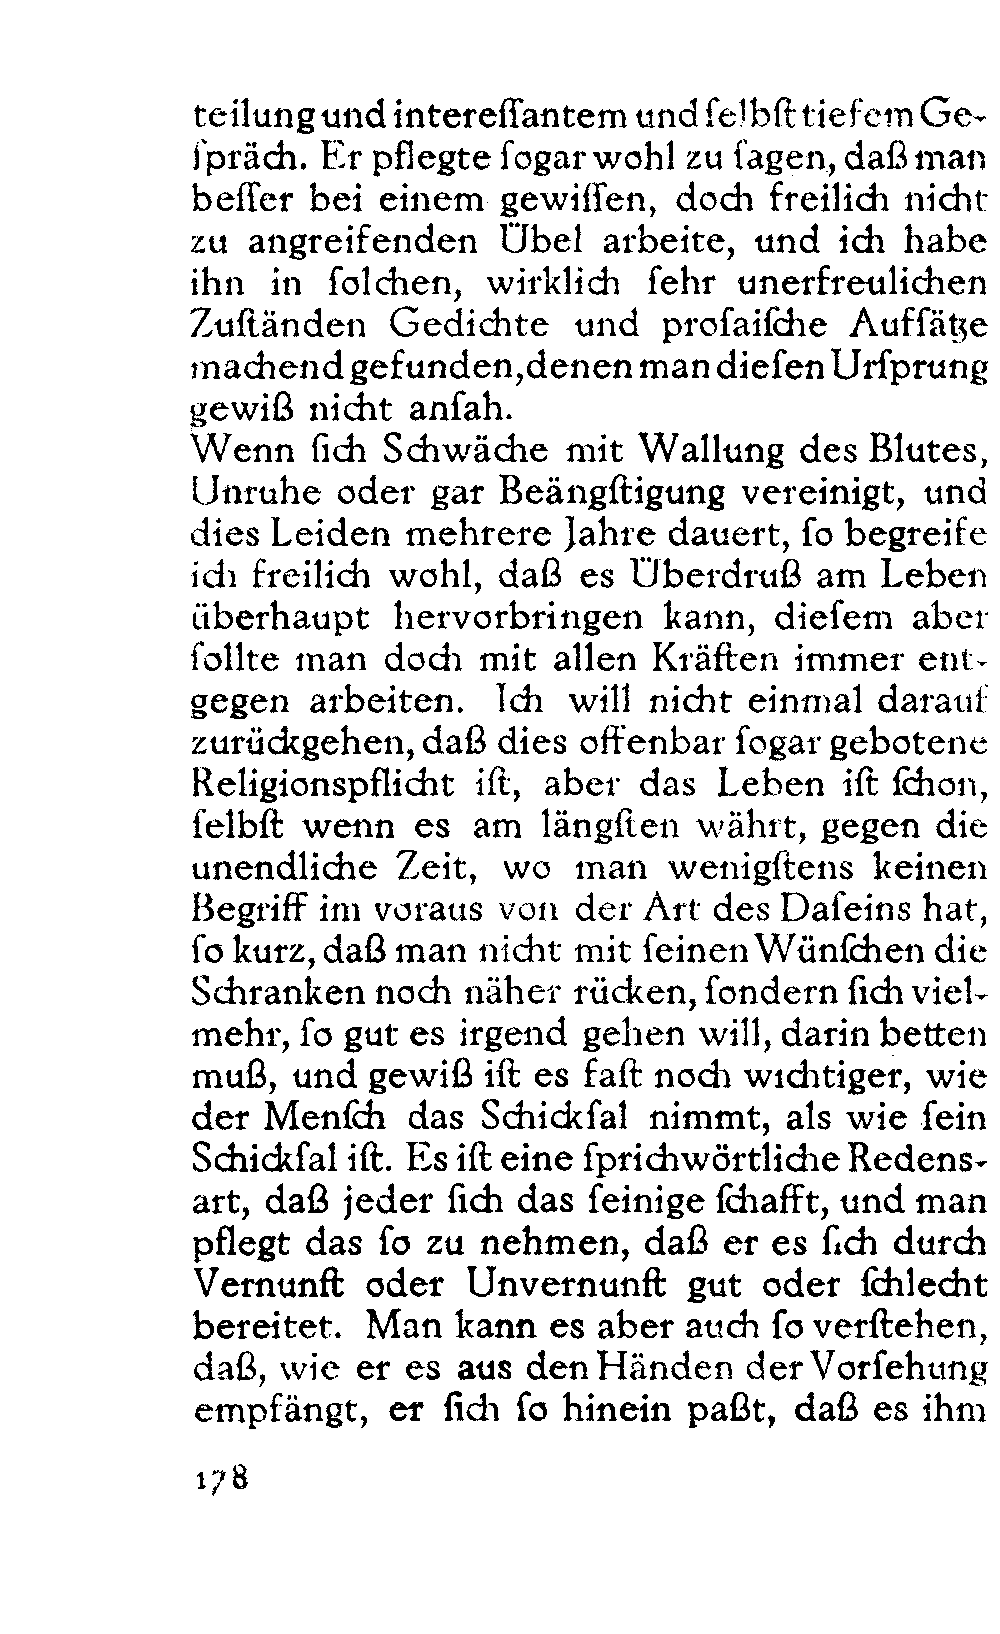 teilung und intereſſantem und ſelbſt tiefem Ge-
ſpräch. Er pflegte ſogar wohl zu ſagen, daß man
beſſer bei einem gewiſſen, doch freilich nicht
zu angreifenden Übel arbeite, und ich habe
ihn in ſolchen, wirklich ſehr unerfreulichen
Zuſtänden Gedichte und proſaiſche Aufſätze
machend gefunden, denen man dieſen Urſprung
gewiß nicht anſah.
Wenn ſich Schwäche mit Wallung des Blutes,
Unruhe oder gar Beängſtigung vereinigt, und
dies Leiden mehrere Jahre dauert, ſo begreife
ich freilich wohl, daß es Überdruß am Leben
überhaupt hervorbringen kann, dieſem aber
ſollte man doch mit allen Kräften immer ent-
gegen arbeiten. Ich will nicht einmal darauf
zurückgehen, daß dies offenbar ſogar gebotene
Religionspflicht iſt, aber das Leben iſt ſchon,
ſelbſt wenn es am längſten währt, gegen die
unendliche Zeit, wo man wenigſtens keinen
Begriff im voraus von der Art des Daſeins hat,
ſo kurz, daß man nicht mit ſeinen Wünſchen die
Schranken noch näher rücken, ſondern ſich viel-
mehr, ſo gut es irgend gehen will, darin betten
muß, und gewiß iſt es faſt noch wichtiger, wie
der Menſch das Schickſal nimmt, als wie ſein
Schickſal iſt. Es iſt eine ſprichwörtliche Redens-
art, daß jeder ſich das ſeinige ſchafft, und man
pflegt das ſo zu nehmen, daß er es ſich durch
Vernunft oder Unvernunft gut oder ſchlecht
bereitet. Man kann es aber auch ſo verſtehen,
daß, wie er es aus den Händen der Vorſehung
empfängt, er ſich ſo hinein paßt, daß es ihm
178